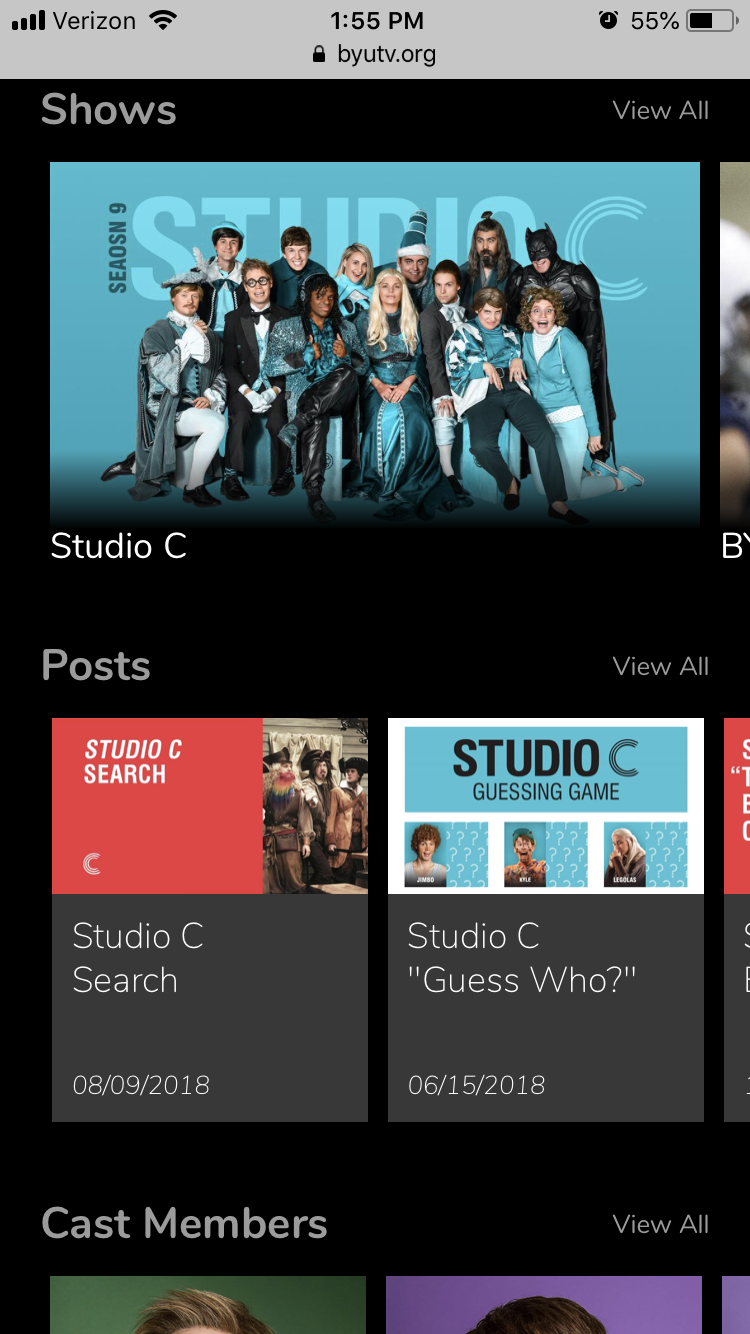 Verizon 1:55 PM 55%
byutv.org
Shows View All
SEAOSN 9
STUDIO C
Studio C
BY
Posts View All
STUDIO C
SEARCH
STUDIO C
GUESSING GAME
JIMBO KYLE LEGOLAS
Studio C
Search
08/09/2018
Studio C
"Guess Who?"
06/15/2018
Cast Members View All